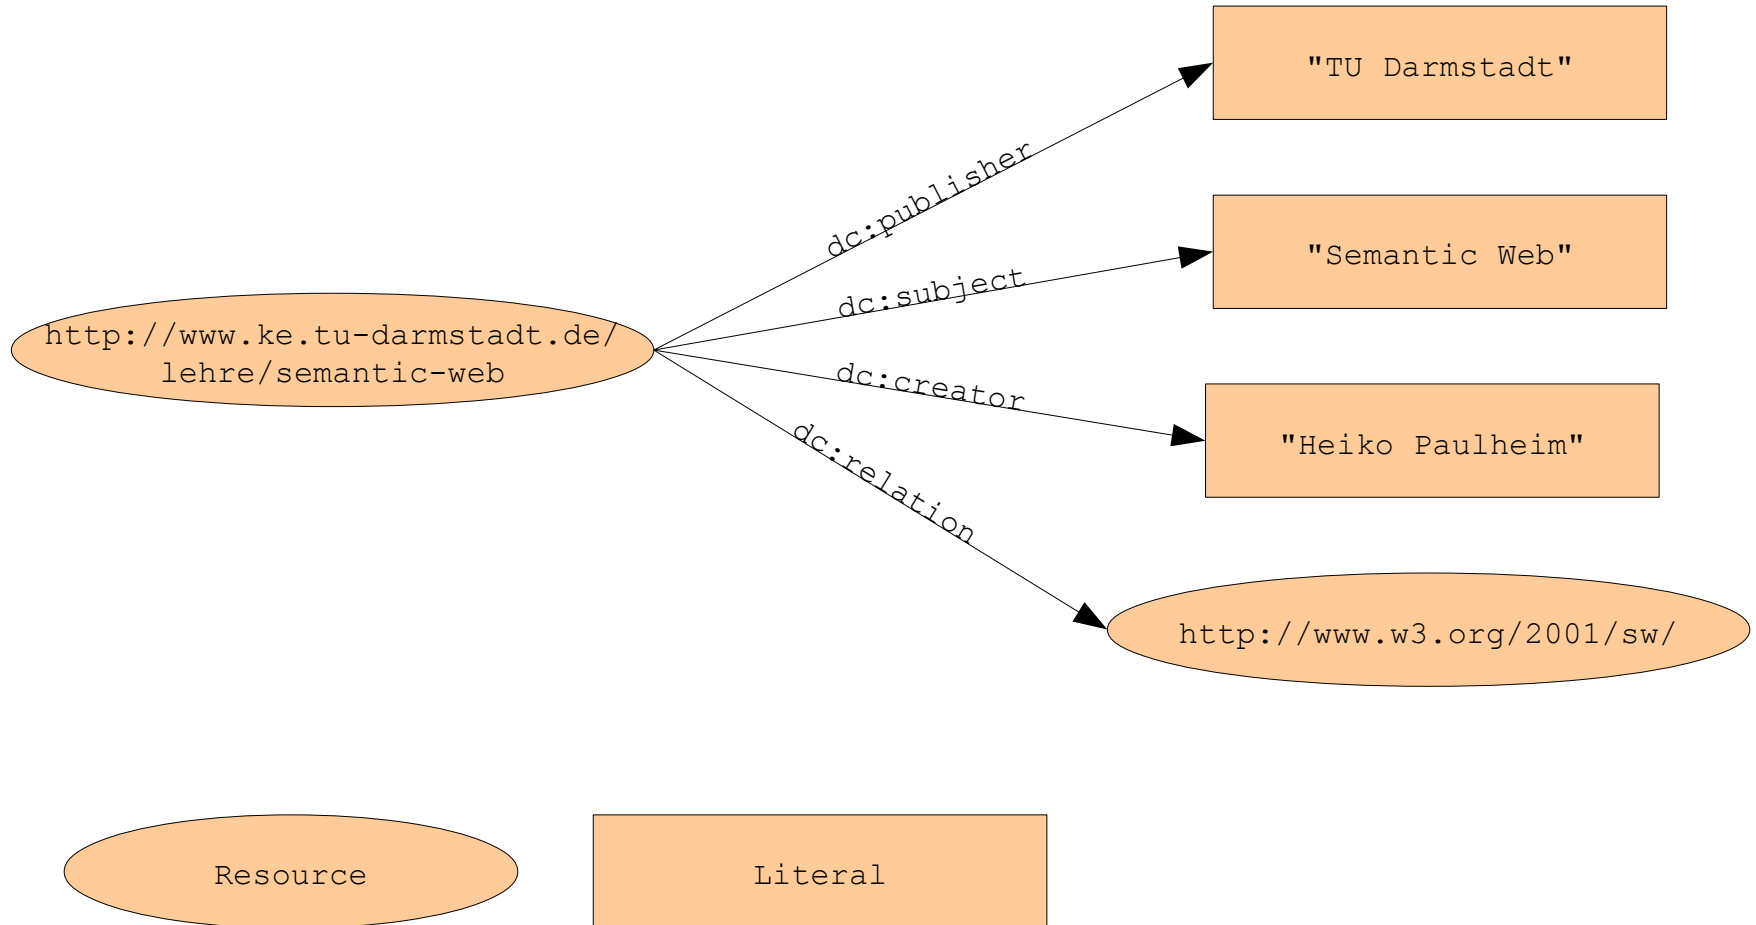 "TU Darmstadt"
dc:publisher
"Semantic Web"
dc:subject
http://www.ke.tu-darmstadt.de/
lehre/semantic-web
dc:creator
"Heiko Paulheim"
dc:relation
http://www.w3.org/2001/sw/
Resource
Literal